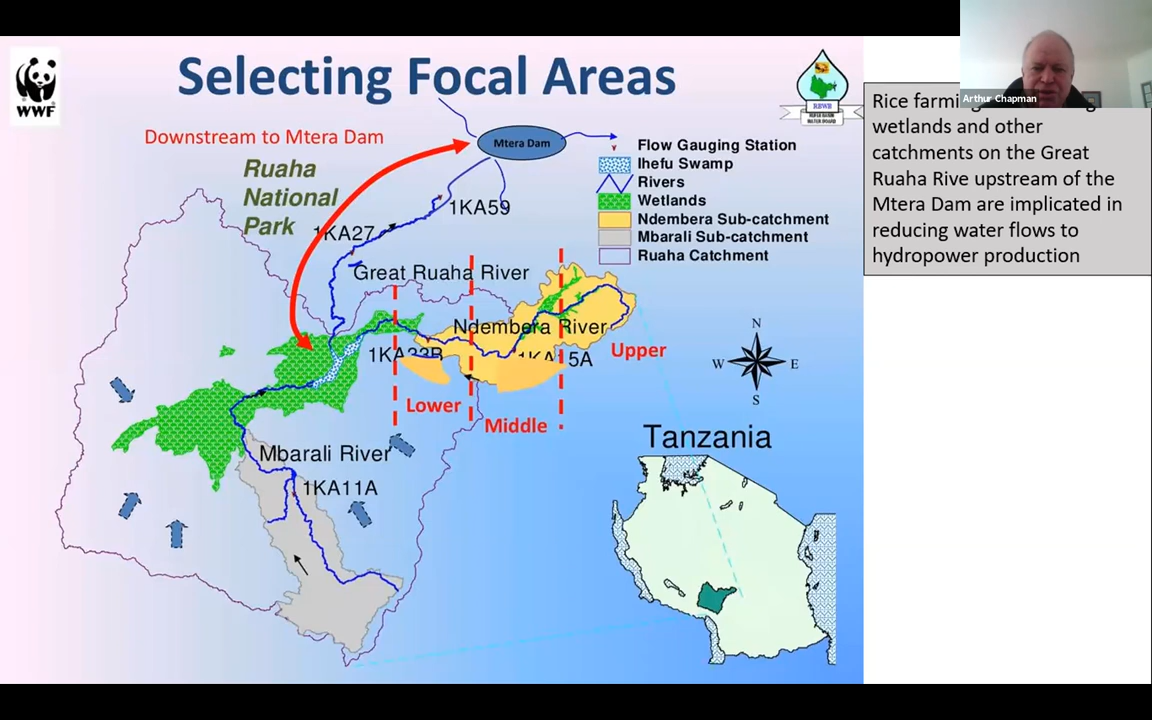 Selecting Focal Areas
WWF
RBWB
Arthur Chapman
Rice farmi
wetlands and other
catchments on the Great
Ruaha Rive upstream of the
Mtera Dam are implicated in
reducing water flows to
hydropower production
Downstream to Mtera Dam
Mtera Dam
Ruaha
National
Park
Flow Gauging Station
Ihefu Swamp
Rivers
Wetlands
Ndembera Sub-catchment
Mbarali Sub-catchment
Ruaha Catchment
1KA59
1KA27
Great Ruaha River
Ndembera River
1KA33B
1KA15A
Upper
Lower
Middle
N
W
E
S
Mbarali River
1KA11A
Tanzania